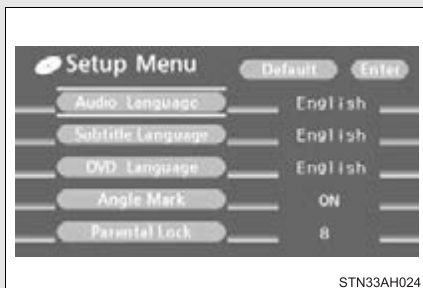 Setup Menu Default Enter
Audio Language English
Subtitle Language English
DVD Language English
Angle Mark ON
Parental Lock 8
STN33AH024